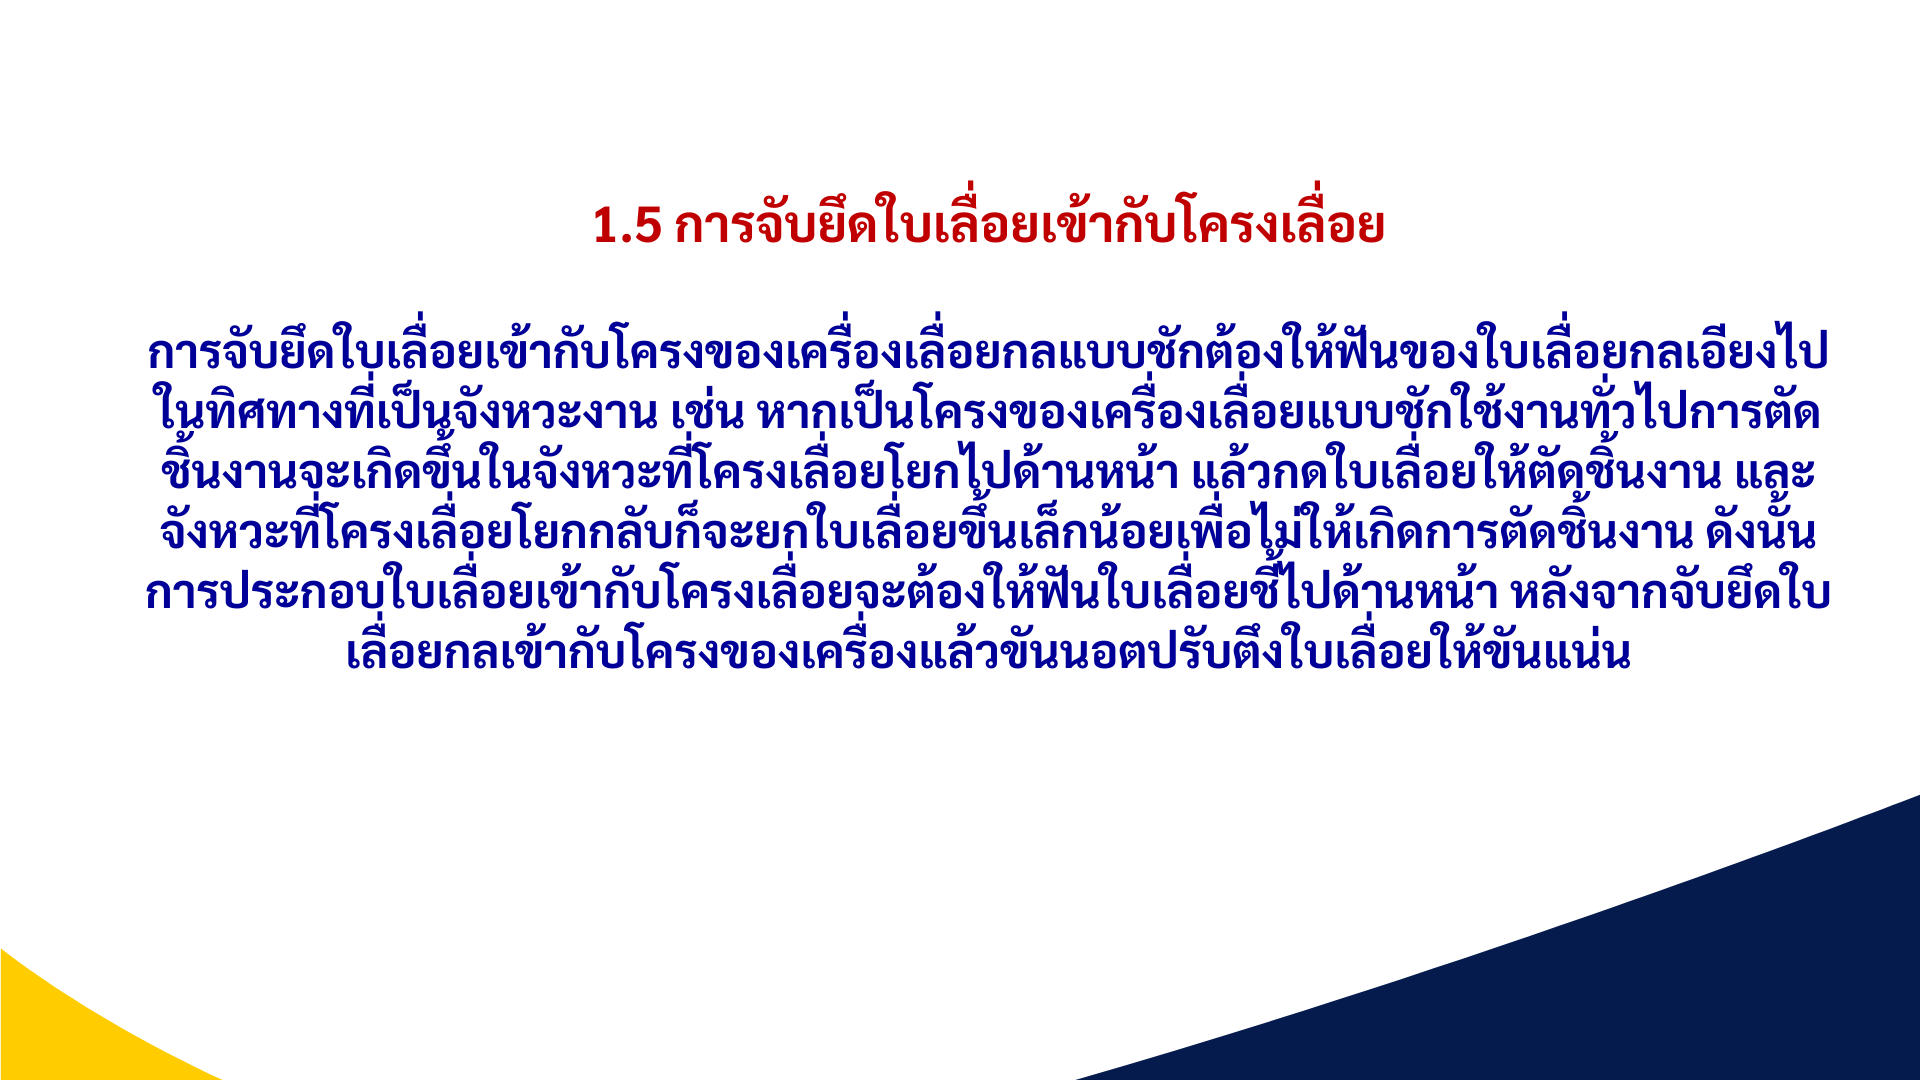 1.5 การจับยึดใบเลื่อยเข้ากับโครงเลื่อย
การจับยึดใบเลื่อยเข้ากับโครงของเครื่องเลื่อยกลแบบชักต้องให้ฟันของใบเลื่อยกลเอียงไป
ในทิศทางที่เป็นจังหวะงาน เช่น หากเป็นโครงของเครื่องเลื่อยแบบชักใช้งานทั่วไปการตัด
ชิ้นงานจะเกิดขึ้นในจังหวะที่โครงเลื่อยโยกไปด้านหน้า แล้วกดใบเลื่อยให้ตัดชิ้นงาน และ
จังหวะที่โครงเลื่อยโยกกลับก็จะยกใบเลื่อยขึ้นเล็กน้อยเพื่อไม่ให้เกิดการตัดชิ้นงาน ดังนั้น
การประกอบใบเลื่อยเข้ากับโครงเลื่อยจะต้องให้ฟันใบเลื่อยชี้ไปด้านหน้า หลังจากจับยึดใบ
เลื่อยกลเข้ากับโครงของเครื่องแล้วขันนอตปรับตึงใบเลื่อยให้ขันแน่น